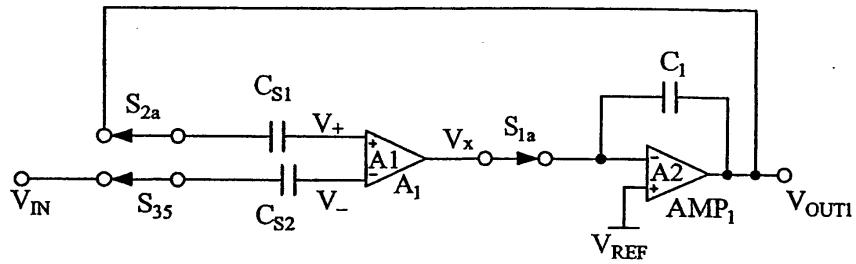 C1
S2a
CS1
V+
Vx
S1a
+
A1
−
A1
−
A2
+
AMP1
VOUT1
VIN
S35
CS2
V−
VREF